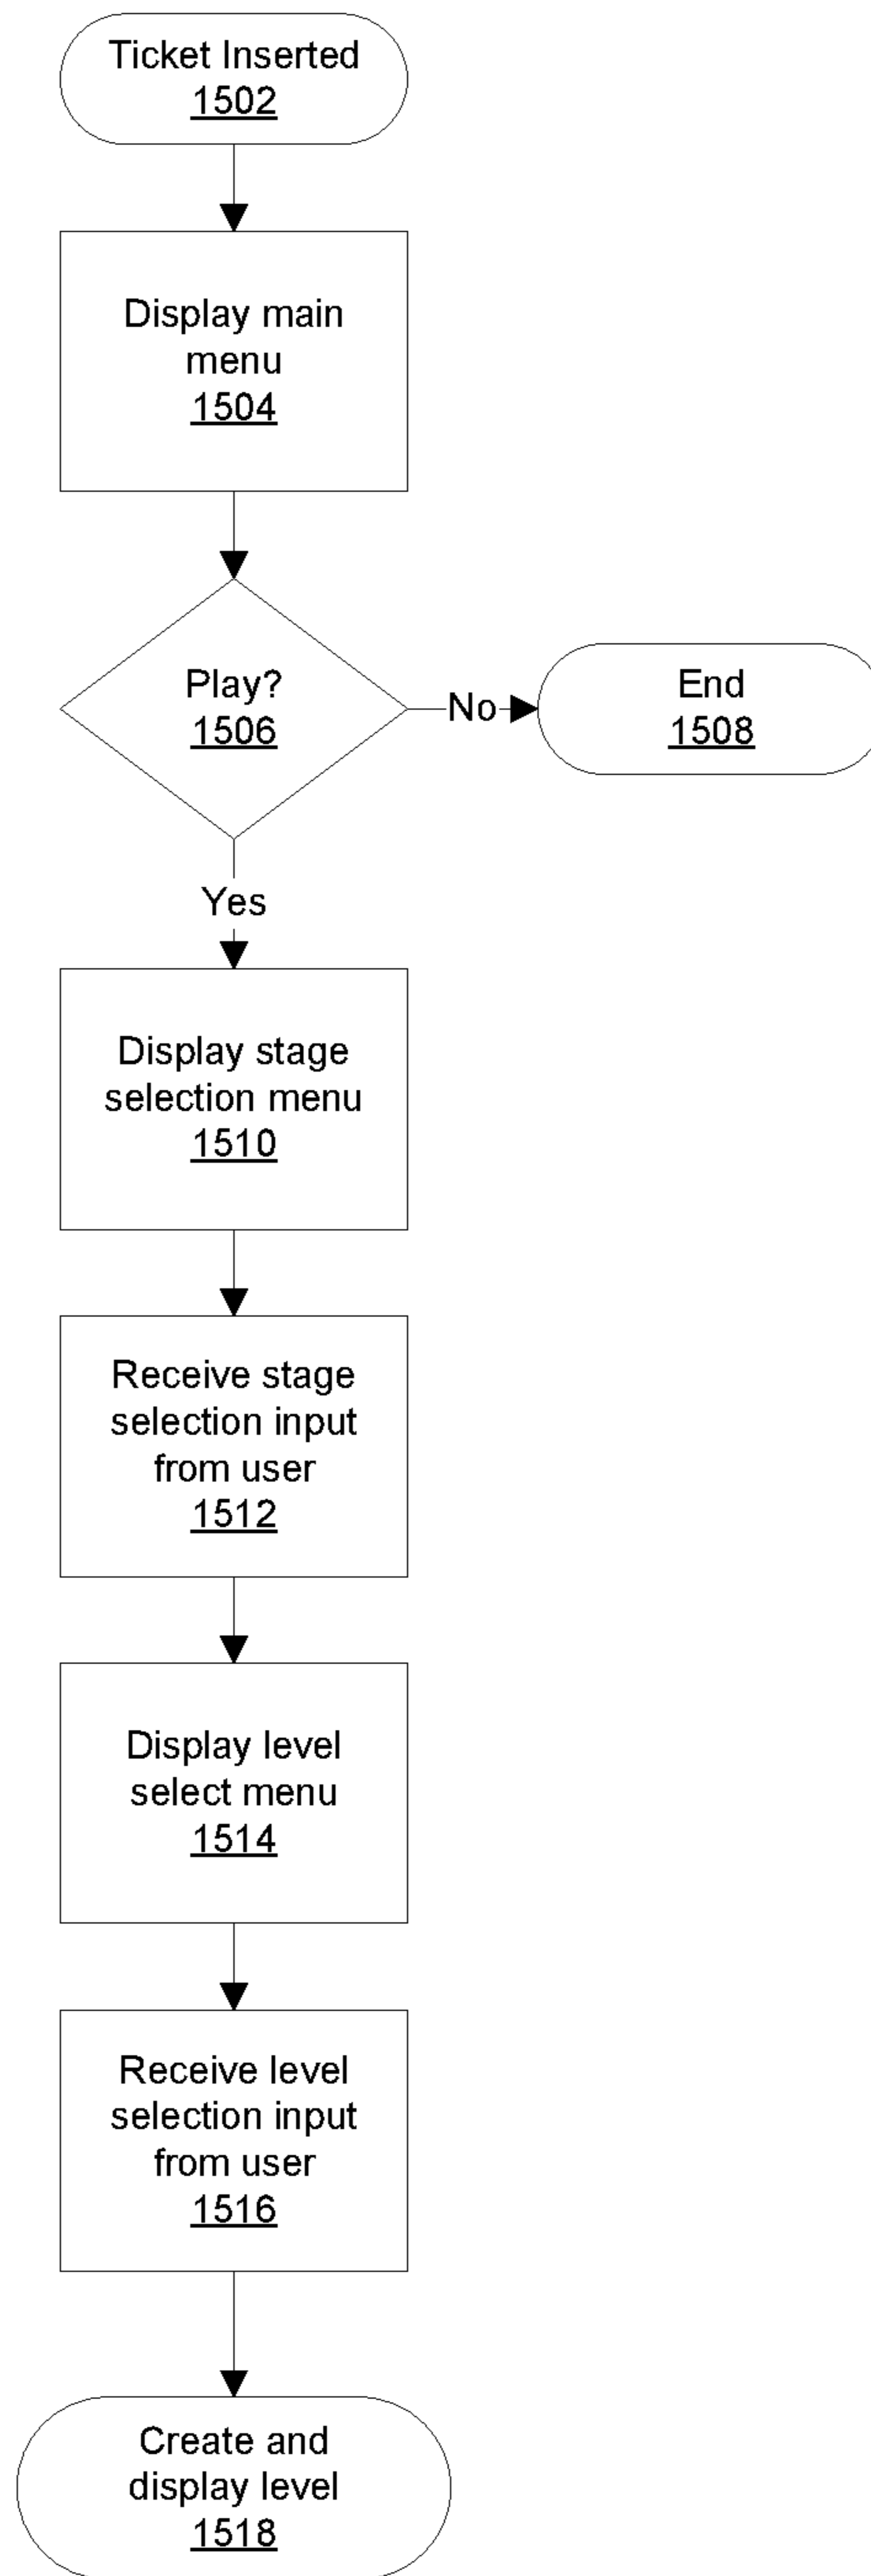 Ticket Inserted
1502
Display main
menu
1504
Play?
1506
No
End
1508
Yes
Display stage
selection menu
1510
Receive stage
selection input
from user
1512
Display level
select menu
1514
Receive level
selection input
from user
1516
Create and
display level
1518